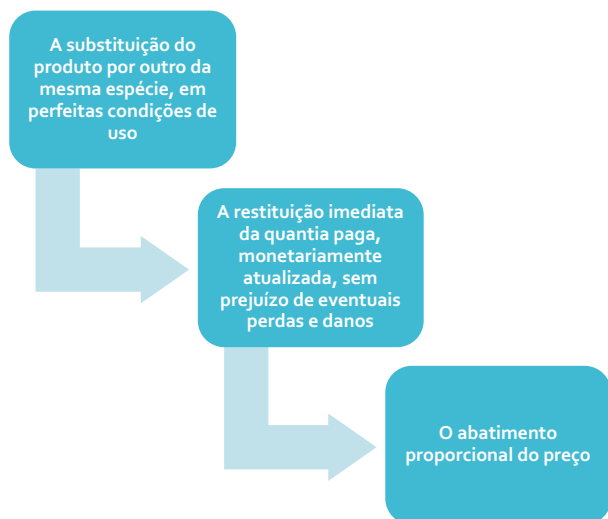 A substituição do
produto por outro da
mesma espécie, em
perfeitas condições de
uso
A restituição imediata
da quantia paga,
monetariamente
atualizada, sem
prejuízo de eventuais
perdas e danos
O abatimento
proporcional do preço